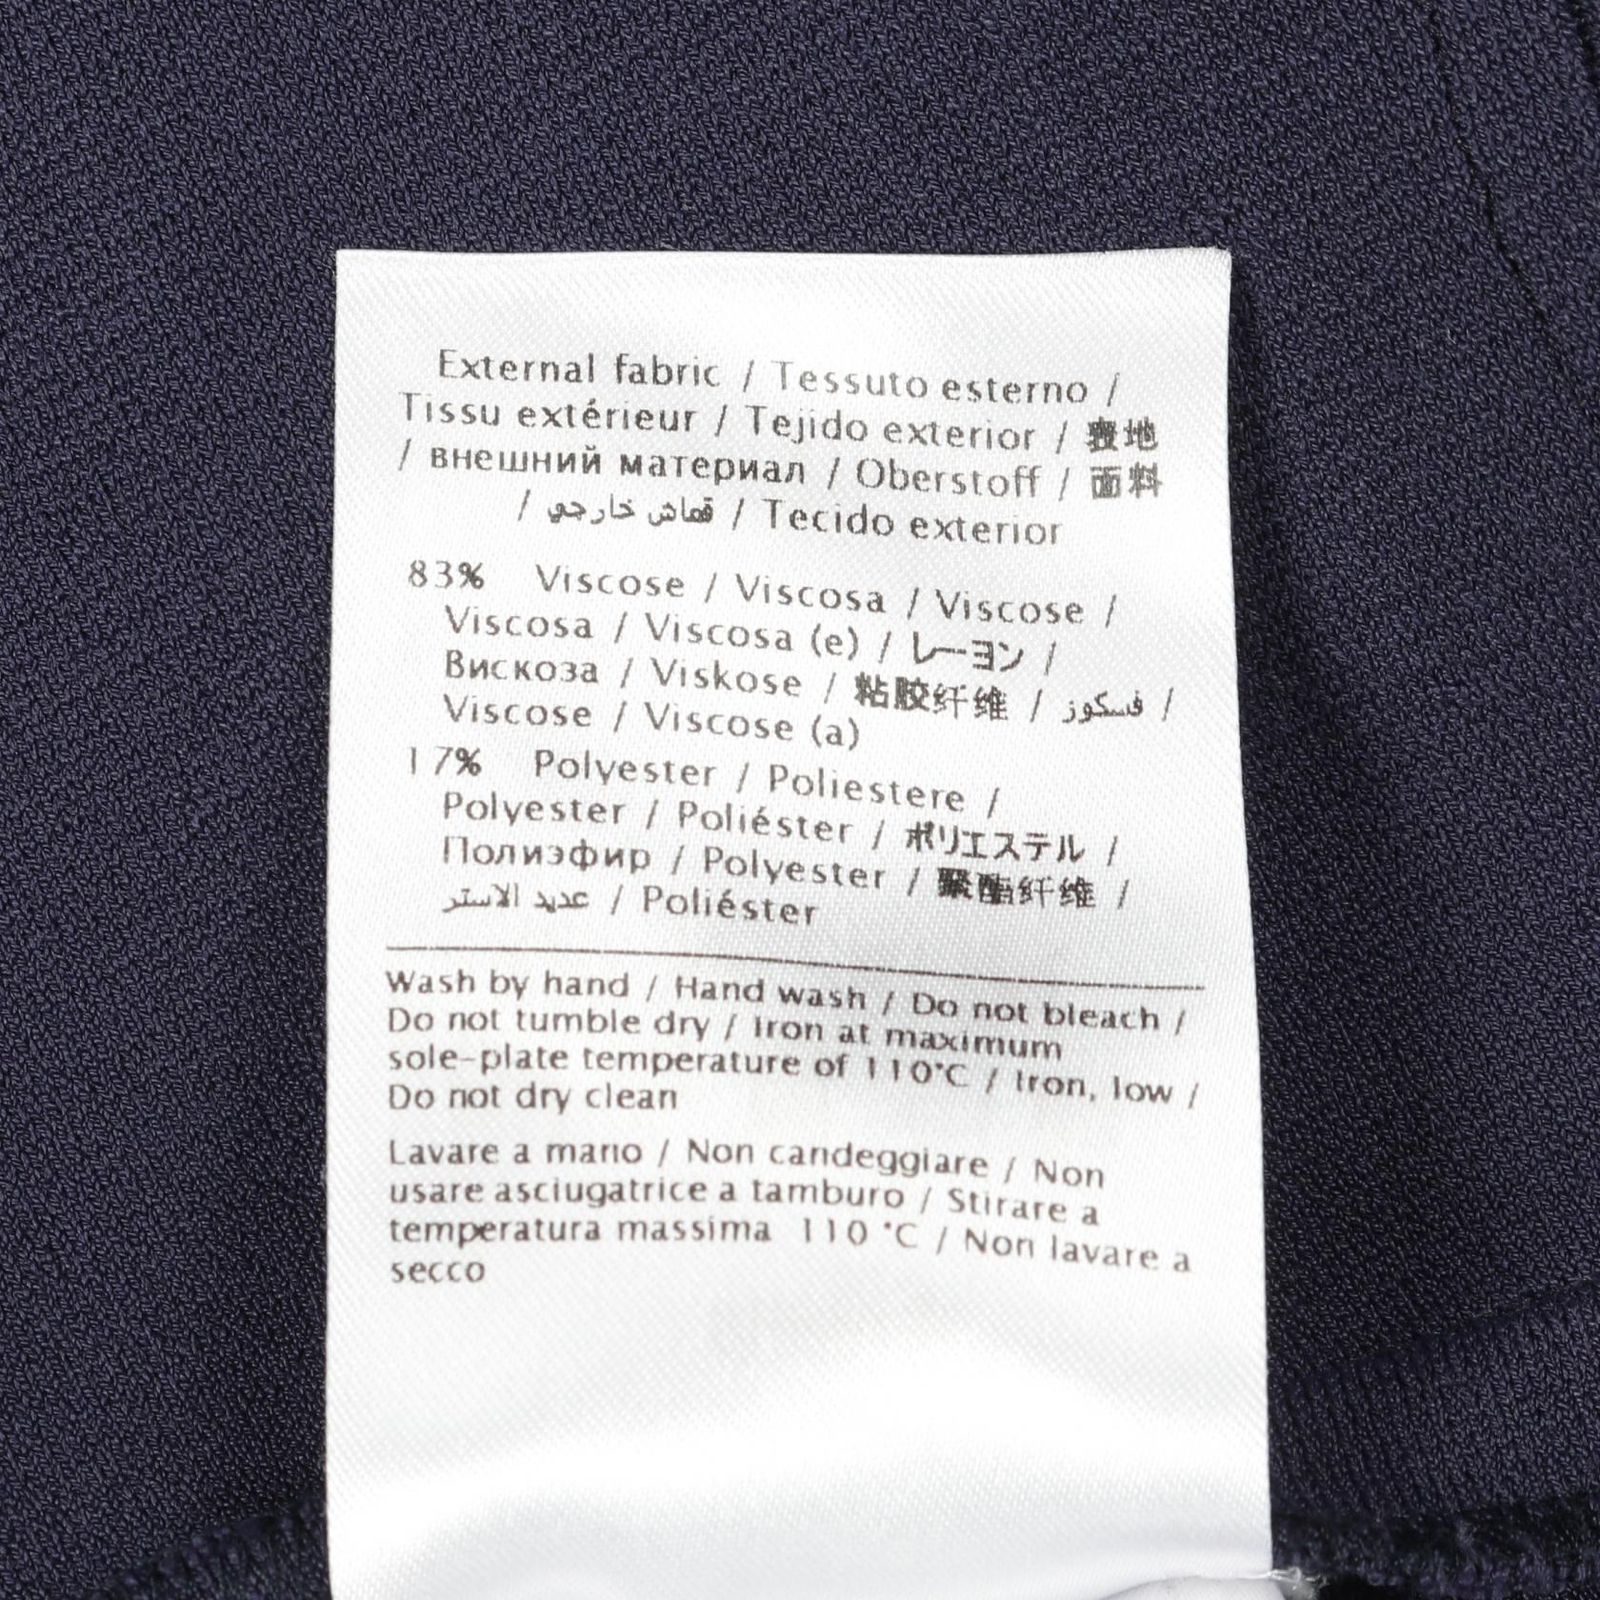 External fabric / Tessuto esterno /
Tissu extérieur / Tejido exterior / 表地
/ внешний материал / Oberstoff / 面料
/ قماش خارجي / Tecido exterior
83% Viscose / Viscosa / Viscose /
Viscosa / Viscosa (e) / レーヨン /
Вискоза / Viskose / 粘胶纤维 / فسكوز /
Viscose / Viscose (a)
17% Polyester / Poliestere /
Polyester / Poliéster / ポリエステル /
Полиэфир / Polyester / 聚酯纤维 /
عديد الاستر / Poliéster
Wash by hand / Hand wash / Do not bleach /
Do not tumble dry / Iron at maximum
sole-plate temperature of 110°C / Iron, low /
Do not dry clean
Lavare a mano / Non candeggiare / Non
usare asciugatrice a tamburo / Stirare a
temperatura massima 110 °C / Non lavare a
secco